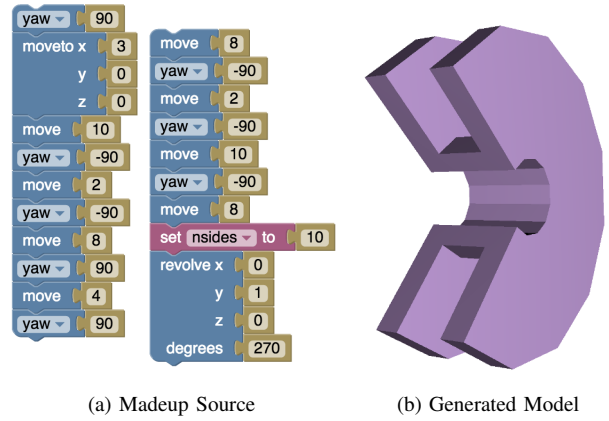 yaw 90
moveto x 3
y 0
z 0
move 10
yaw -90
move 2
yaw -90
move 8
yaw 90
move 4
yaw 90
move 8
yaw -90
move 2
yaw -90
move 10
yaw -90
move 8
set nsides to 10
revolve x 0
y 1
z 0
degrees 270
(a) Madeup Source
(b) Generated Model